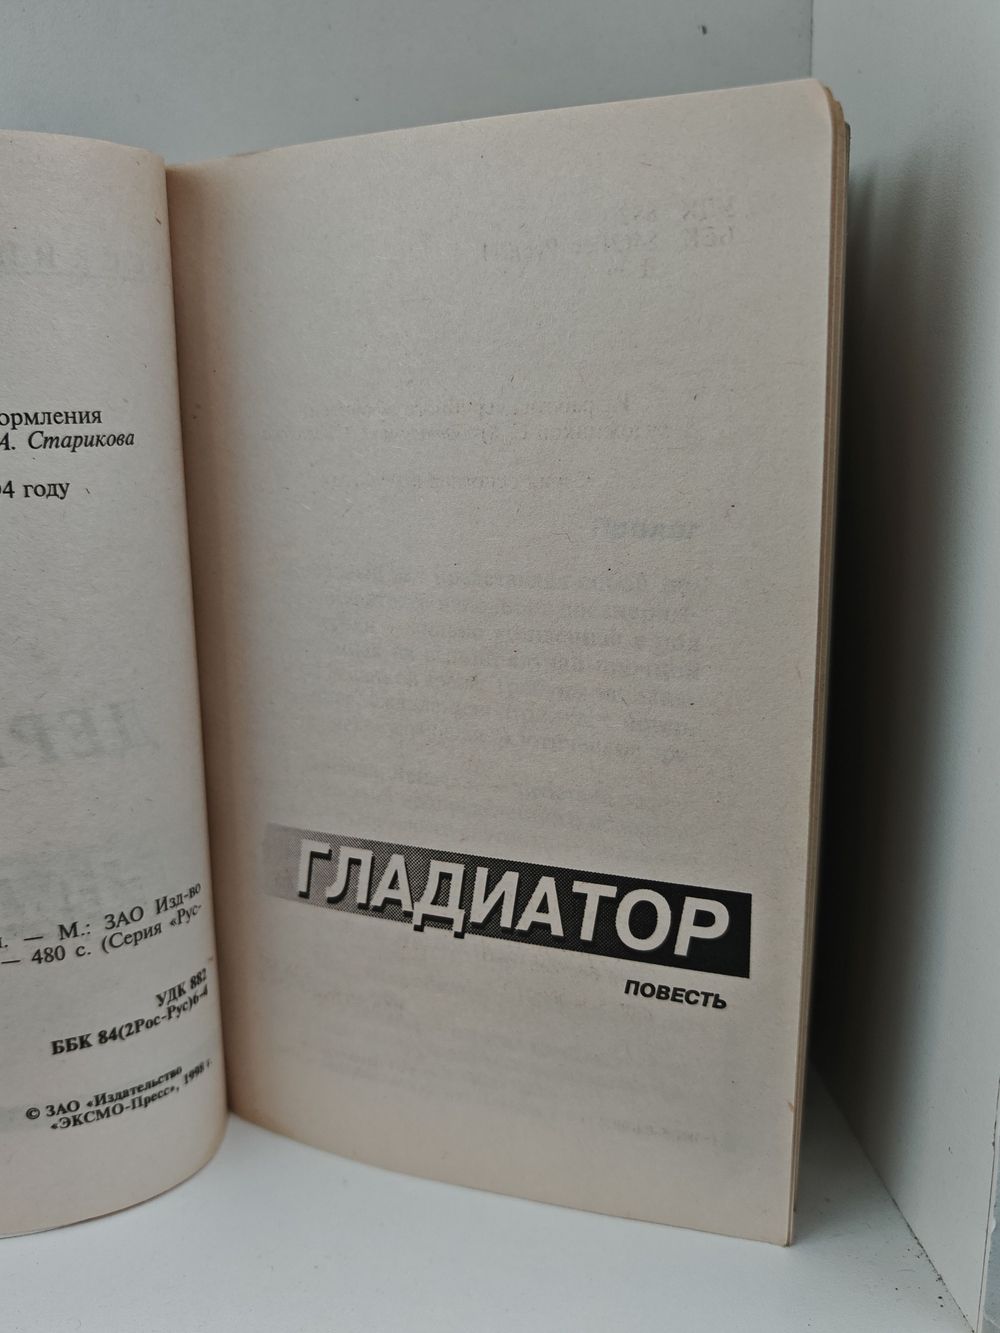 ормления
А. Старикова
94 году
— М.: ЗАО Изд-во
— 480 с. (Серия «Рус-
УДК 882
ББК 84(2Рос-Рус)6-4
© ЗАО «Издательство
«ЭКСМО-Пресс», 1998 г.
ГЛАДИАТОР
ПОВЕСТЬ